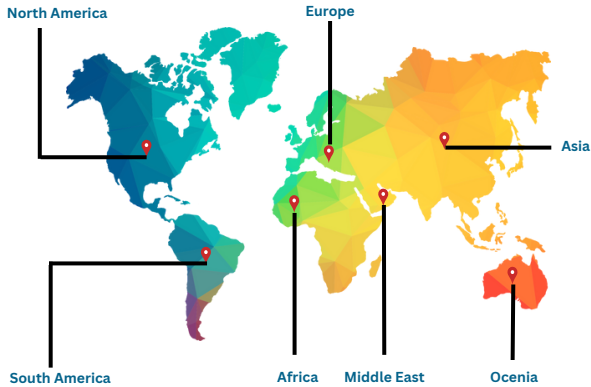 North America
Europe
Asia
South America
Africa
Middle East
Ocenia